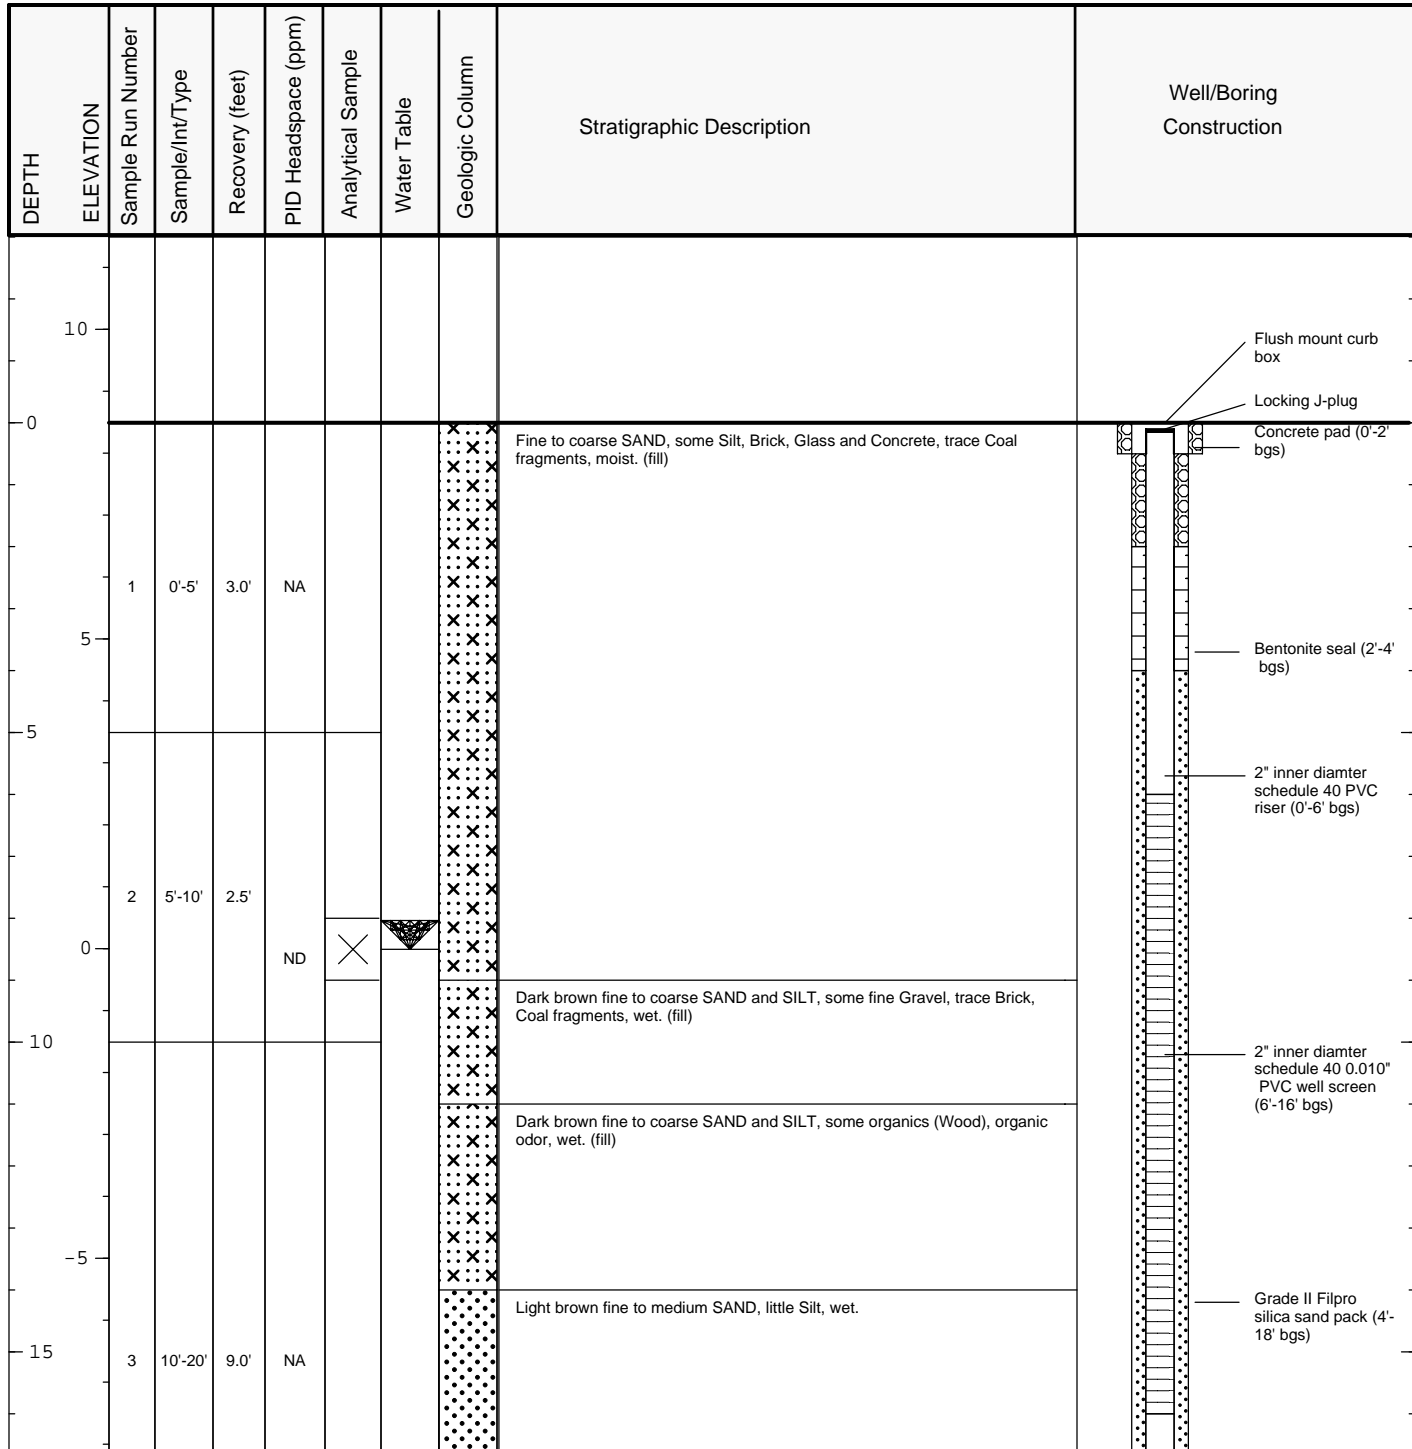 DEPTH
ELEVATION
Sample Run Number
Sample/Int/Type
Recovery (feet)
PID Headspace (ppm)
Analytical Sample
Water Table
Geologic Column
Stratigraphic Description
Well/Boring
Construction
10
Flush mount curb
box
Locking J-plug
0
Concrete pad (0'-2'
bgs)
Fine to coarse SAND, some Silt, Brick, Glass and Concrete, trace Coal
fragments, moist. (fill)
1 0'-5' 3.0' NA
5
Bentonite seal (2'-4'
bgs)
5
2" inner diamter
schedule 40 PVC
riser (0'-6' bgs)
2 5'-10' 2.5'
0
ND
Dark brown fine to coarse SAND and SILT, some fine Gravel, trace Brick,
Coal fragments, wet. (fill)
10
2" inner diamter
schedule 40 0.010"
PVC well screen
(6'-16' bgs)
Dark brown fine to coarse SAND and SILT, some organics (Wood), organic
odor, wet. (fill)
-5
Light brown fine to medium SAND, little Silt, wet.
Grade II Filpro
silica sand pack (4'-
18' bgs)
15
3 10'-20' 9.0' NA